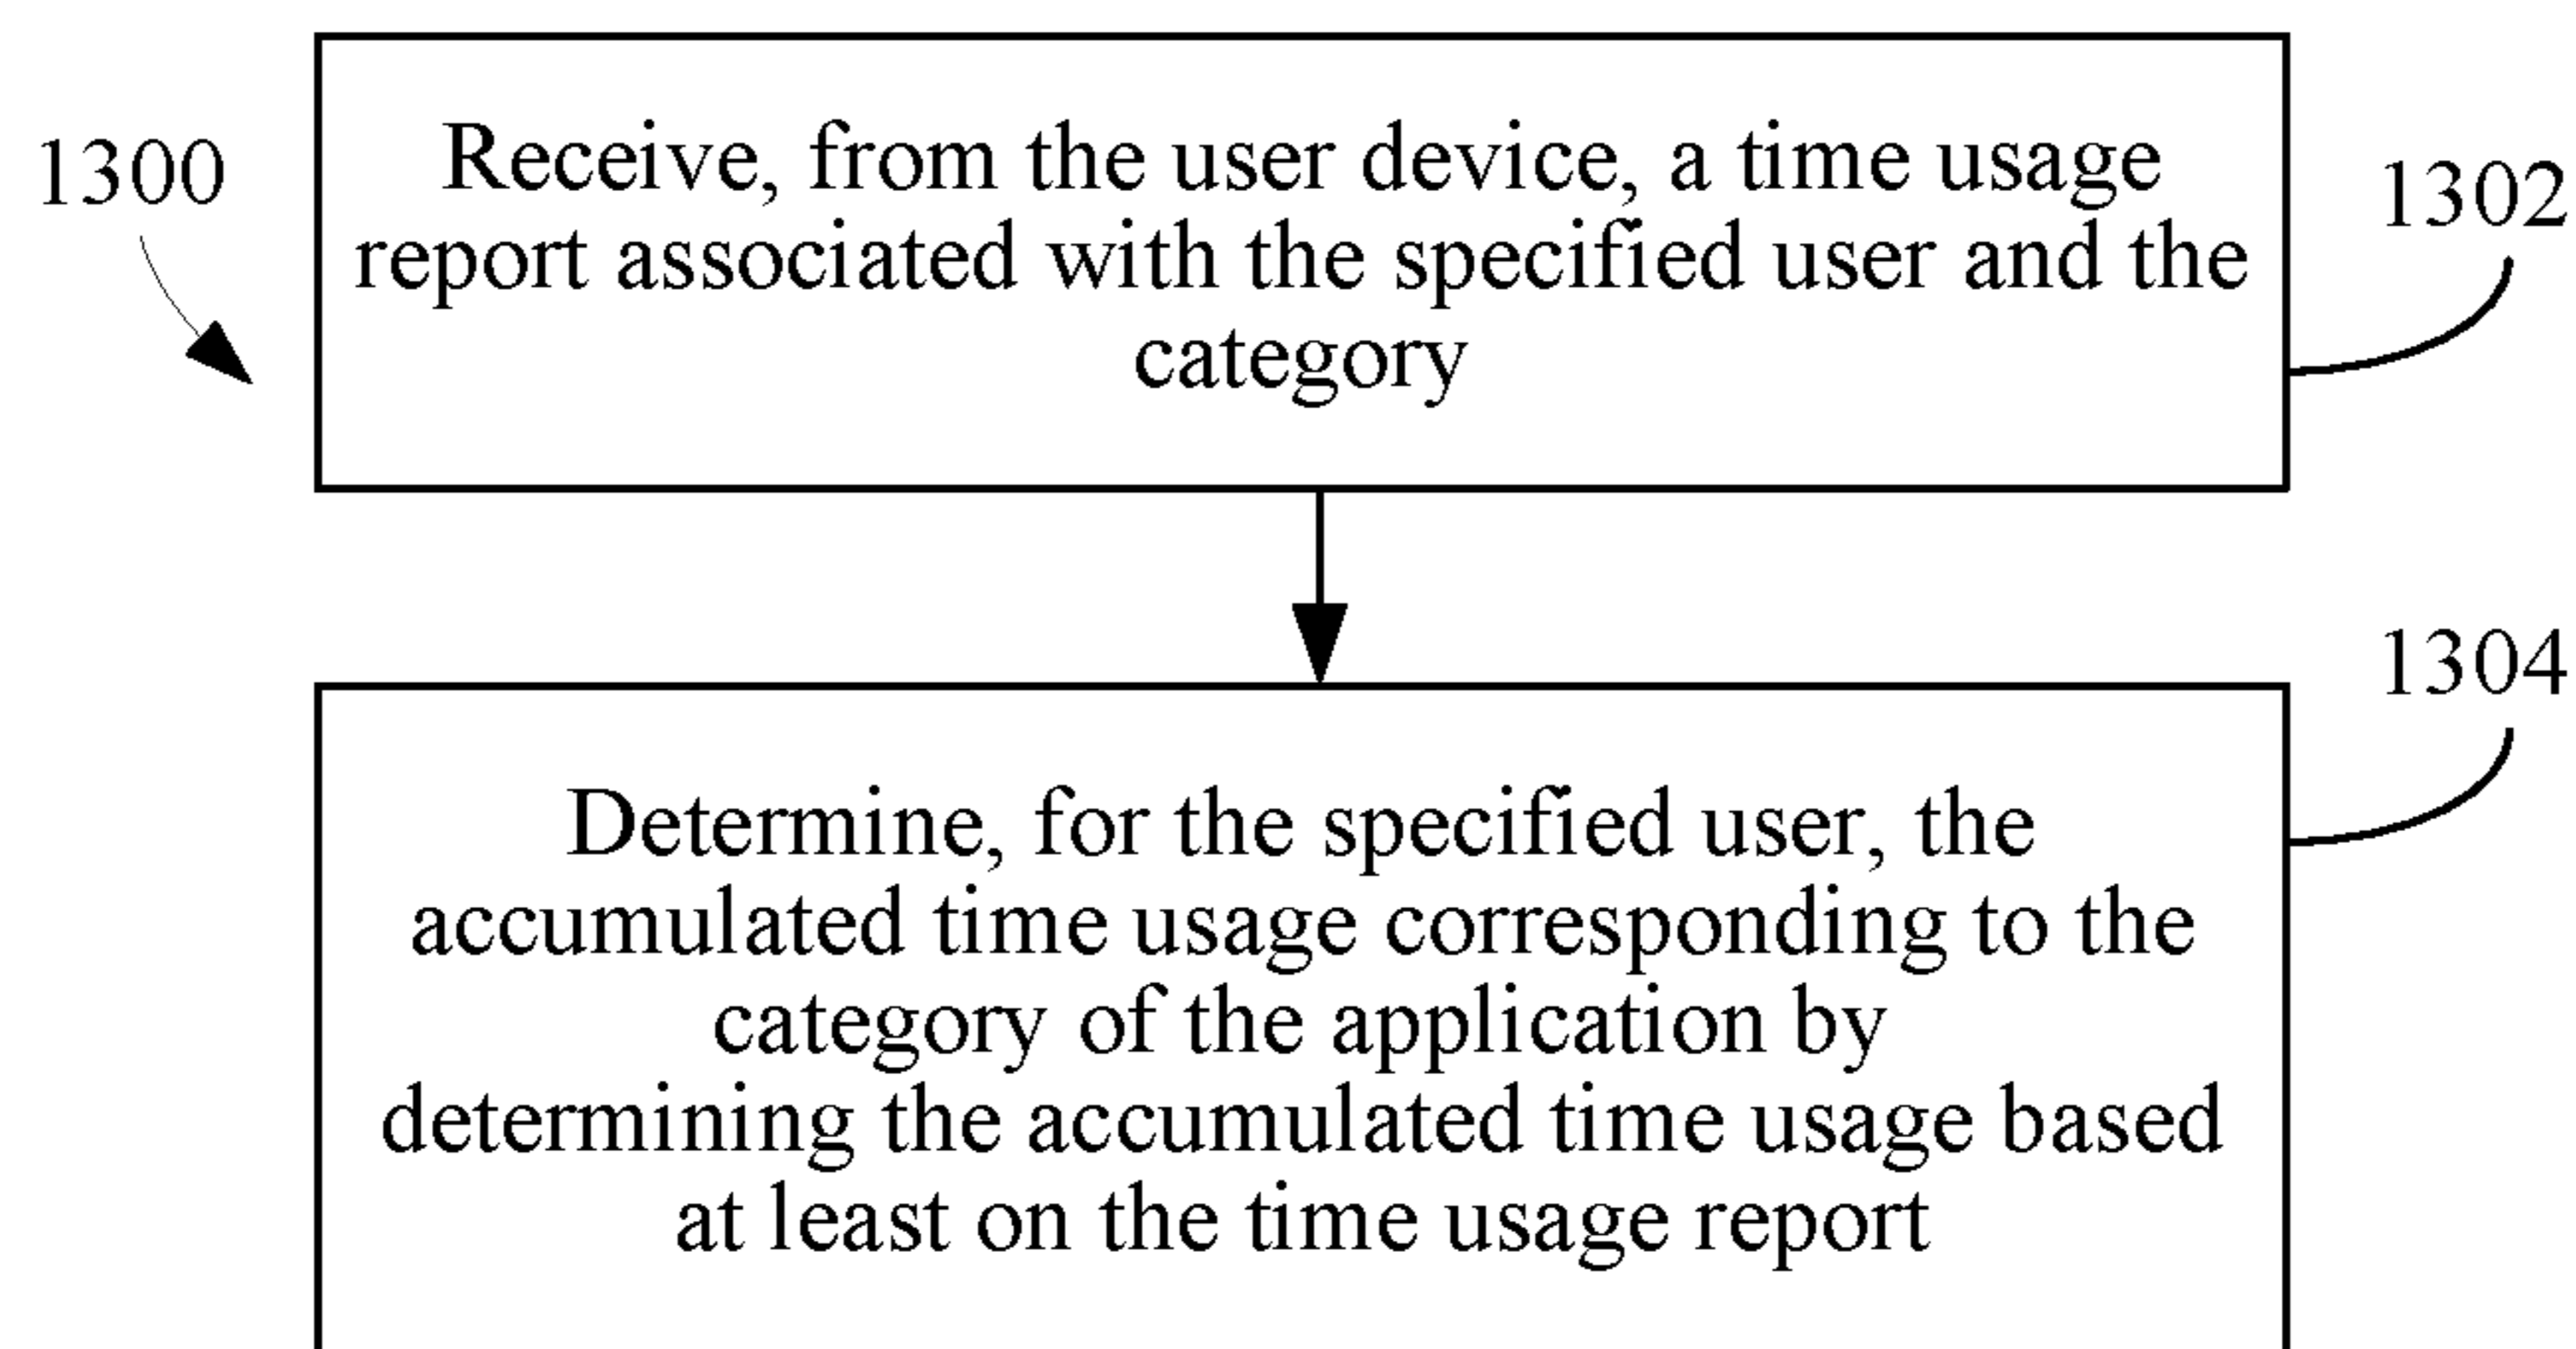 1300
Receive, from the user device, a time usage
report associated with the specified user and the
category
1302
1304
Determine, for the specified user, the
accumulated time usage corresponding to the
category of the application by
determining the accumulated time usage based
at least on the time usage report